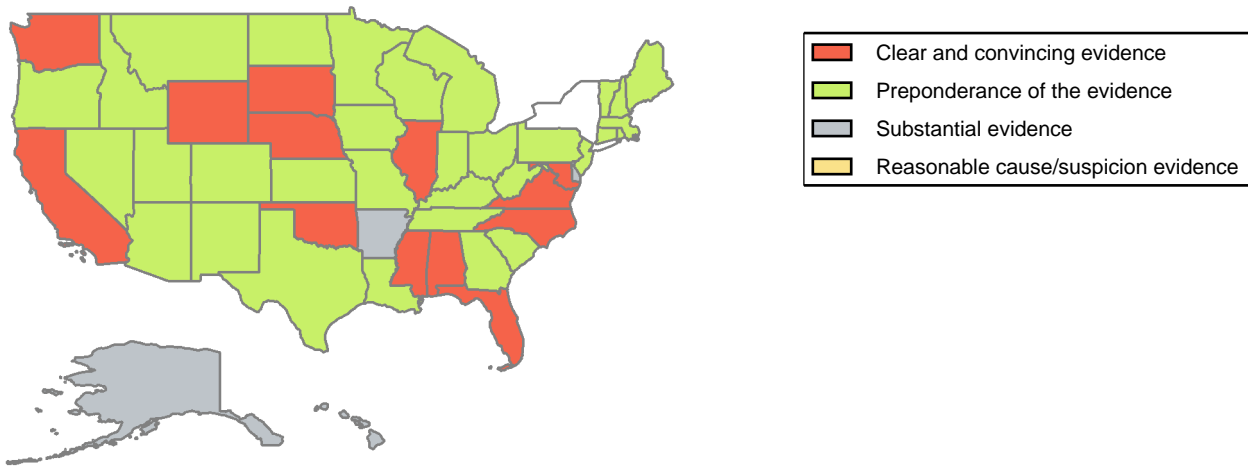 Clear and convincing evidence
Preponderance of the evidence
Substantial evidence
Reasonable cause/suspicion evidence